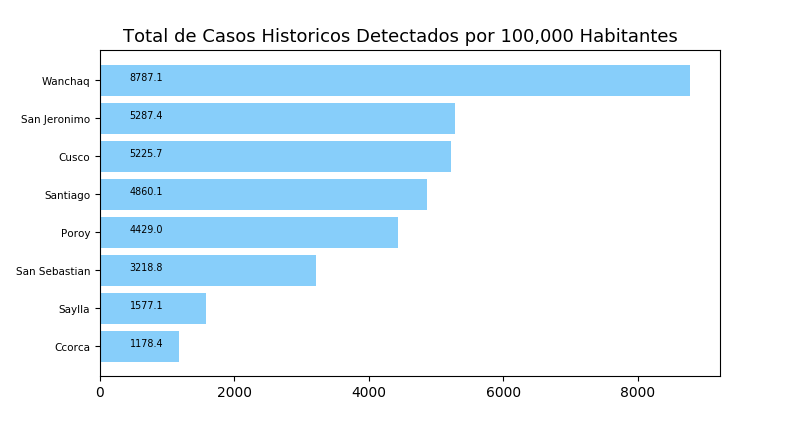 Total de Casos Historicos Detectados por 100,000 Habitantes
Wanchaq 8787.1
San Jeronimo 5287.4
Cusco 5225.7
Santiago 4860.1
Poroy 4429.0
San Sebastian 3218.8
Saylla 1577.1
Ccorca 1178.4
0 2000 4000 6000 8000